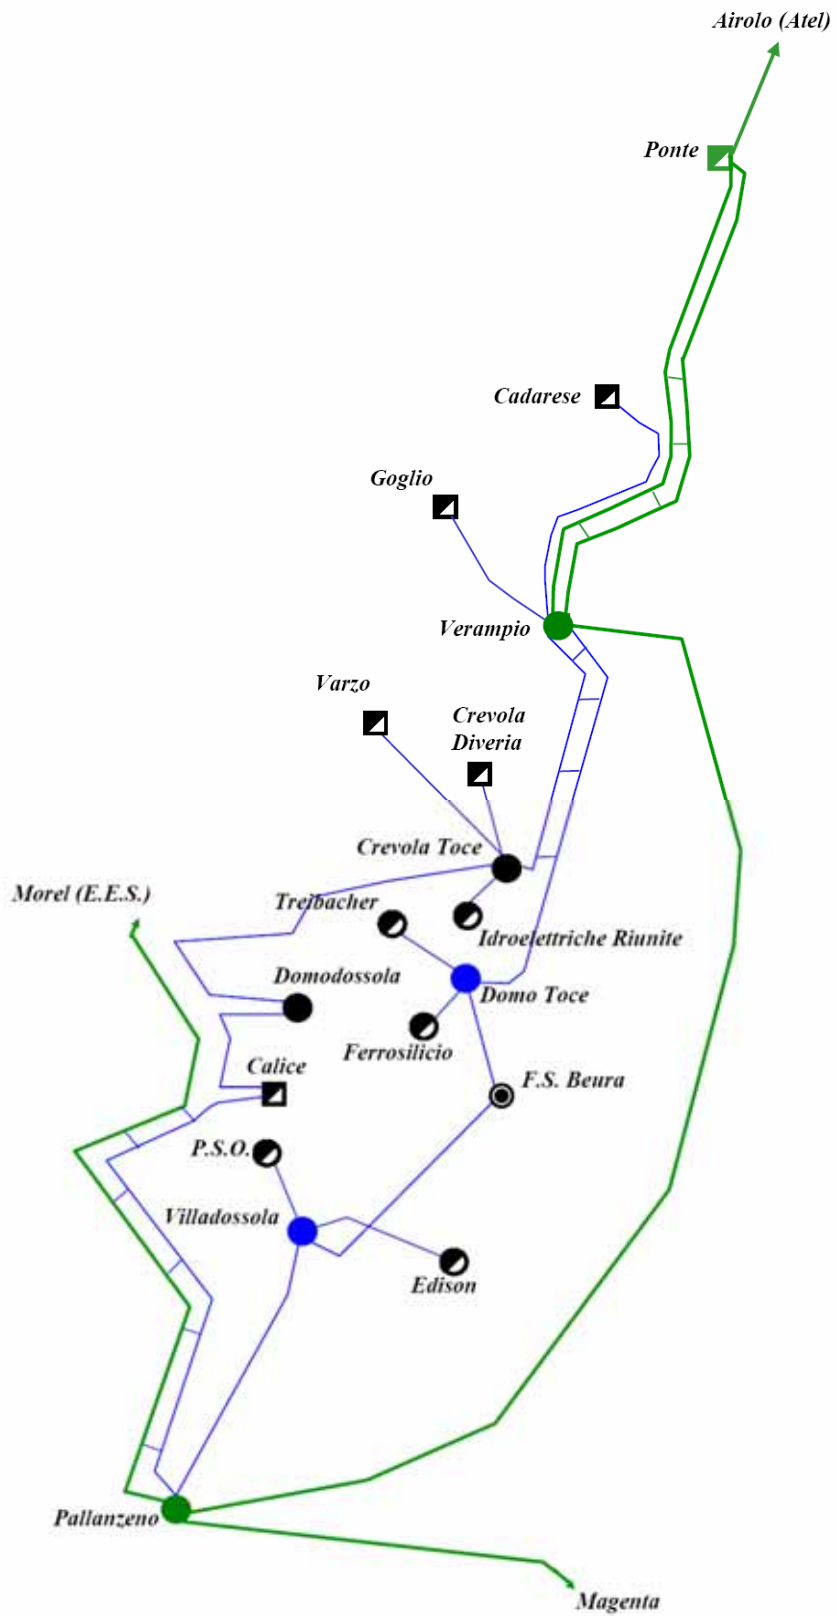 Airolo (Atel)
Ponte
Cadarese
Goglio
Verampio
Varzo
Crevola
Diveria
Crevola Toce
Morel (E.E.S.)
Treibacher
Idroelettriche Riunite
Domodossola
Domo Toce
Ferrosilicio
Calice
F.S. Beura
P.S.O.
Villadossola
Edison
Pallanzeno
Magenta